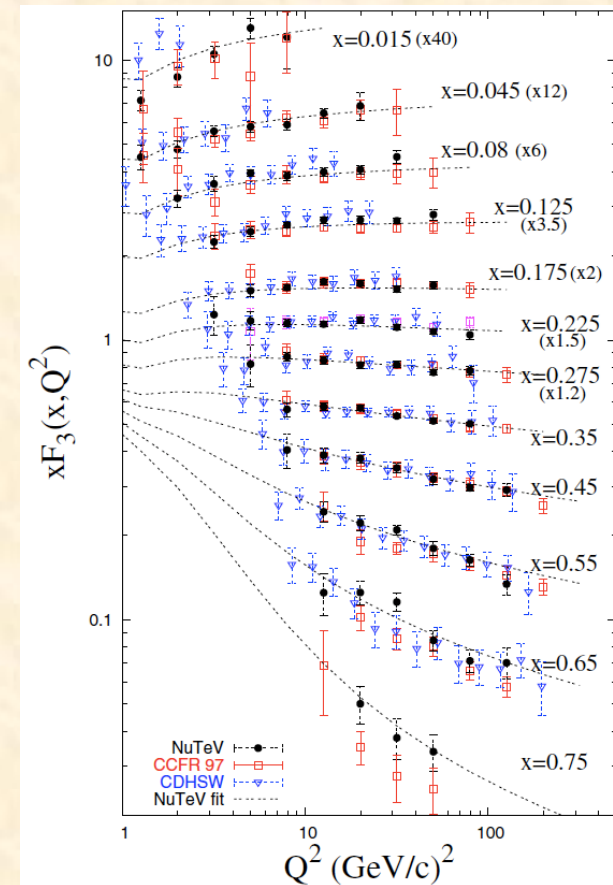 10
1
0.1
xF₃(x,Q²)
x=0.015 (x40)
x=0.045 (x12)
x=0.08 (x6)
x=0.125
(x3.5)
x=0.175 (x2)
x=0.225
(x1.5)
x=0.275
(x1.2)
x=0.35
x=0.45
x=0.55
x=0.65
x=0.75
NuTeV
CCFR 97
CDHSW
NuTeV fit
1 10 100
Q² (GeV/c)²